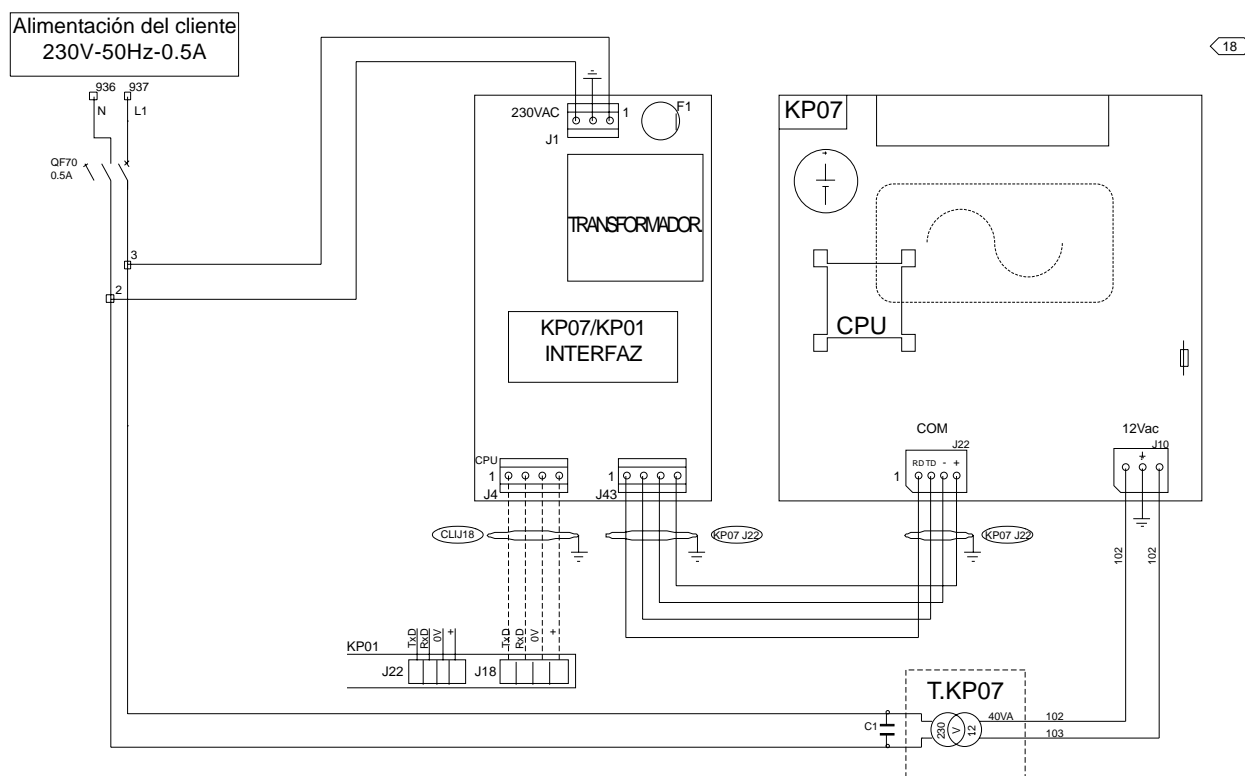 Alimentación del cliente
230V-50Hz-0.5A
18
936 937
N L1
QF70
0.5A
3
2
230VAC 1
J1
F1
TRANSFORMADOR.
KP07/KP01
INTERFAZ
CPU
1
J4
1
J43
KP07
+
-
CPU
COM
J22
RD TD - +
1
12Vac
J10
CLIJ18
KP07 J22
KP07 J22
102
102
KP01
TxD
RxD
0V
+
J22
TxD
RxD
0V
+
J18
T.KP07
C1
230
V
12
40VA
102
103